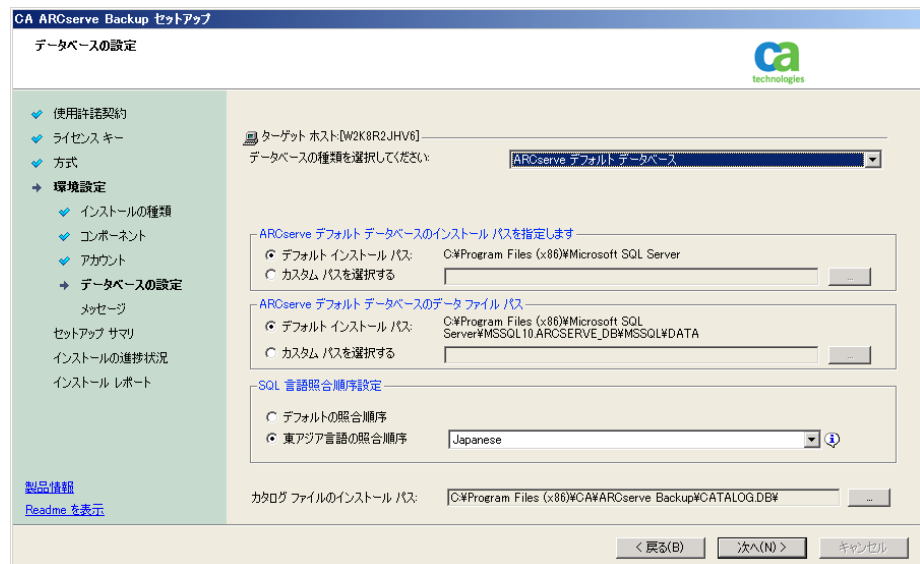 CA ARCserve Backup セットアップ
データベースの設定
ca
technologies
使用許諾契約
ライセンス キー
方式
環境設定
インストールの種類
コンポーネント
アカウント
データベースの設定
メッセージ
セットアップ サマリ
インストールの進捗状況
インストール レポート
製品情報
Readme を表示
ターゲット ホスト:[W2K8R2JHV6]
データベースの種類を選択してください:
ARCserve デフォルト データベース
ARCserve デフォルト データベースのインストール パスを指定します
デフォルト インストール パス: C:¥Program Files (x86)¥Microsoft SQL Server
カスタム パスを選択する
...
ARCserve デフォルト データベースのデータ ファイル パス
デフォルト インストール パス: C:¥Program Files (x86)¥Microsoft SQL
Server¥MSSQL10.ARCSERVE_DB¥MSSQL¥DATA
カスタム パスを選択する
...
SQL 言語照合順序設定
デフォルトの照合順序
東アジア言語の照合順序 Japanese
カタログ ファイルのインストール パス: C:¥Program Files (x86)¥CA¥ARCserve Backup¥CATALOG.DB¥ ...
< 戻る(B) 次へ(N) > キャンセル